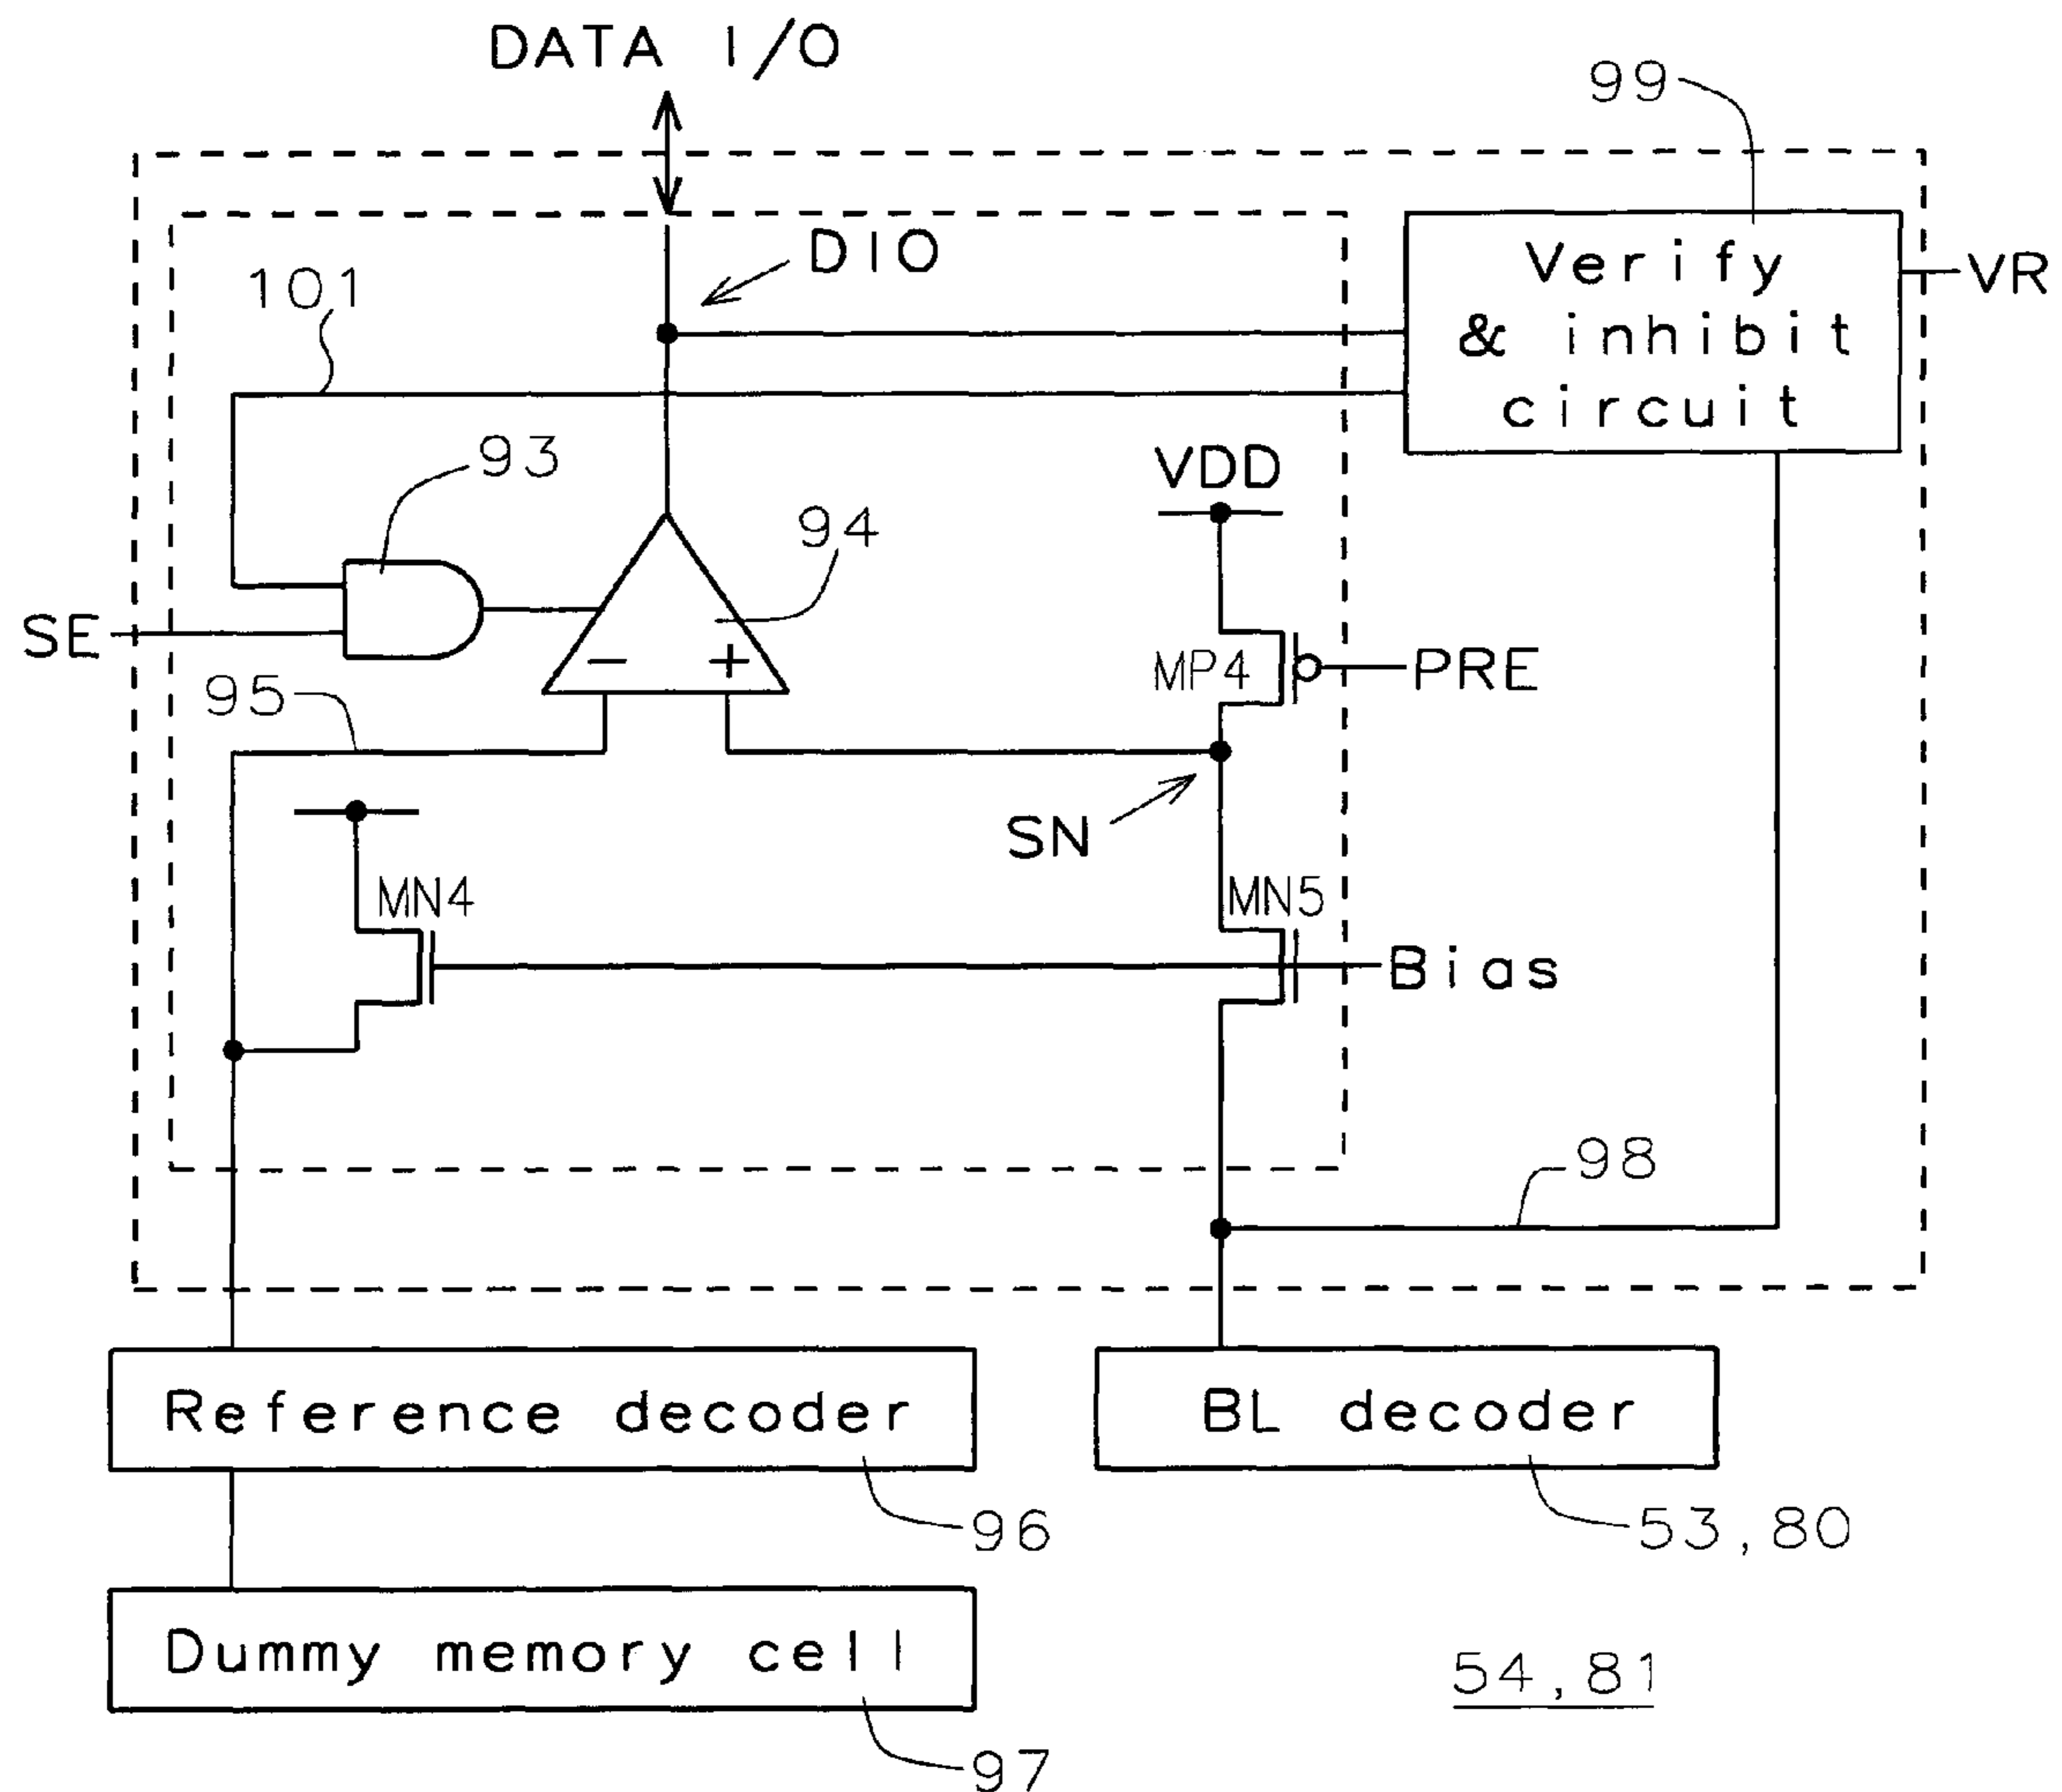 DATA I/O
99
DIO
101
Verify
& inhibit
circuit
VR
93
VDD
94
SE
MP4
PRE
95
- +
SN
MN4
MN5
Bias
98
Reference decoder
BL decoder
96
53,80
Dummy memory cell
54,81
97